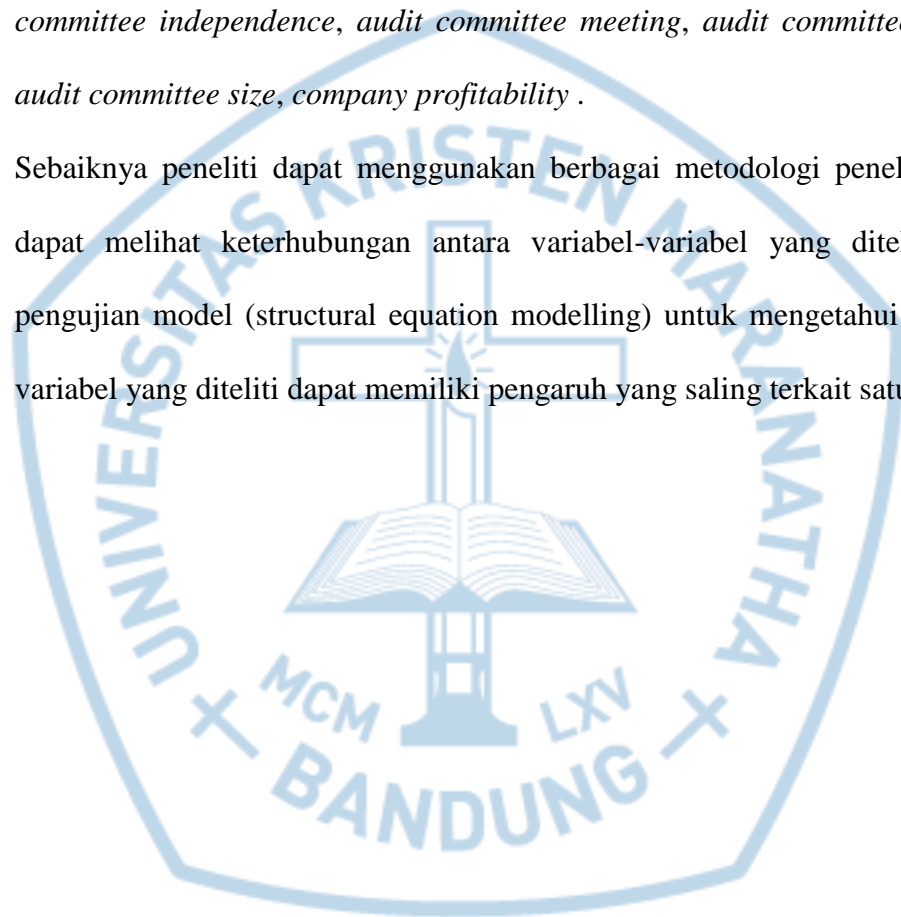 committee independence, audit committee meeting, audit committee
audit committee size, company profitability .
Sebaiknya peneliti dapat menggunakan berbagai metodologi penel
dapat melihat keterhubungan antara variabel-variabel yang ditel
pengujian model (structural equation modelling) untuk mengetahui
variabel yang diteliti dapat memiliki pengaruh yang saling terkait satu
UNIVERSITAS KRISTEN MARANATHA
MCM LXV
BANDUNG